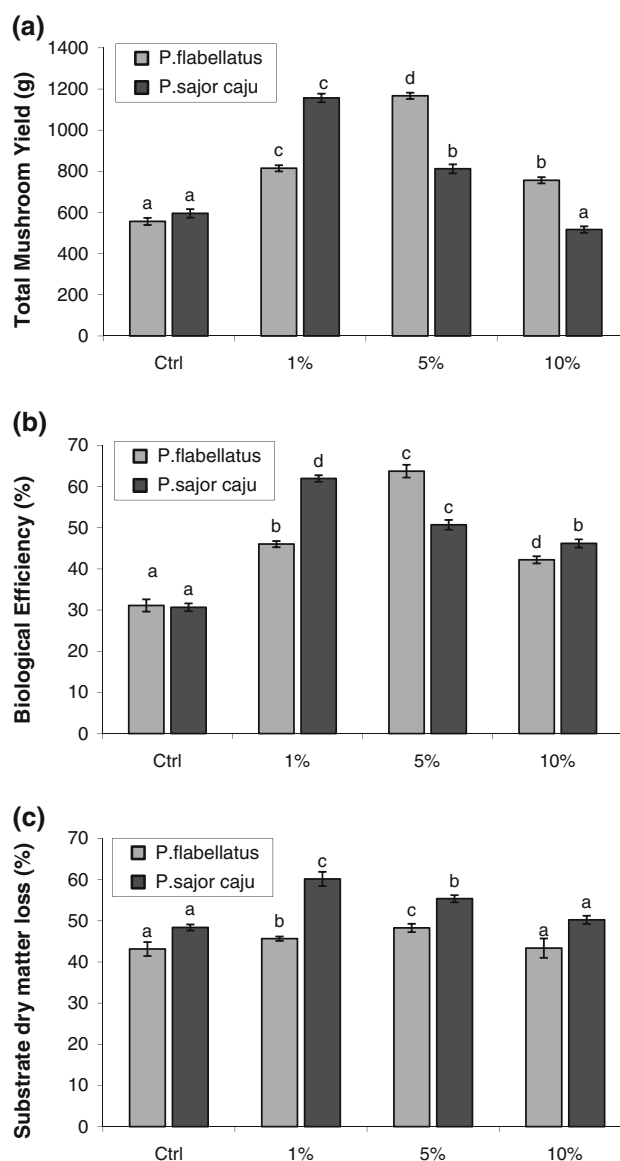 (a)
Total Mushroom Yield (g)
1400
1200
1000
800
600
400
200
0
P.flabellatus
P.sajor caju
a
a
c
c
d
b
b
a
Ctrl
1%
5%
10%
(b)
Biological Efficiency (%)
70
60
50
40
30
20
10
0
P.flabellatus
P.sajor caju
a
a
b
d
c
c
d
b
Ctrl
1%
5%
10%
(c)
Substrate dry matter loss (%)
70
60
50
40
30
20
10
0
P.flabellatus
P.sajor caju
a
a
b
c
c
b
a
a
Ctrl
1%
5%
10%